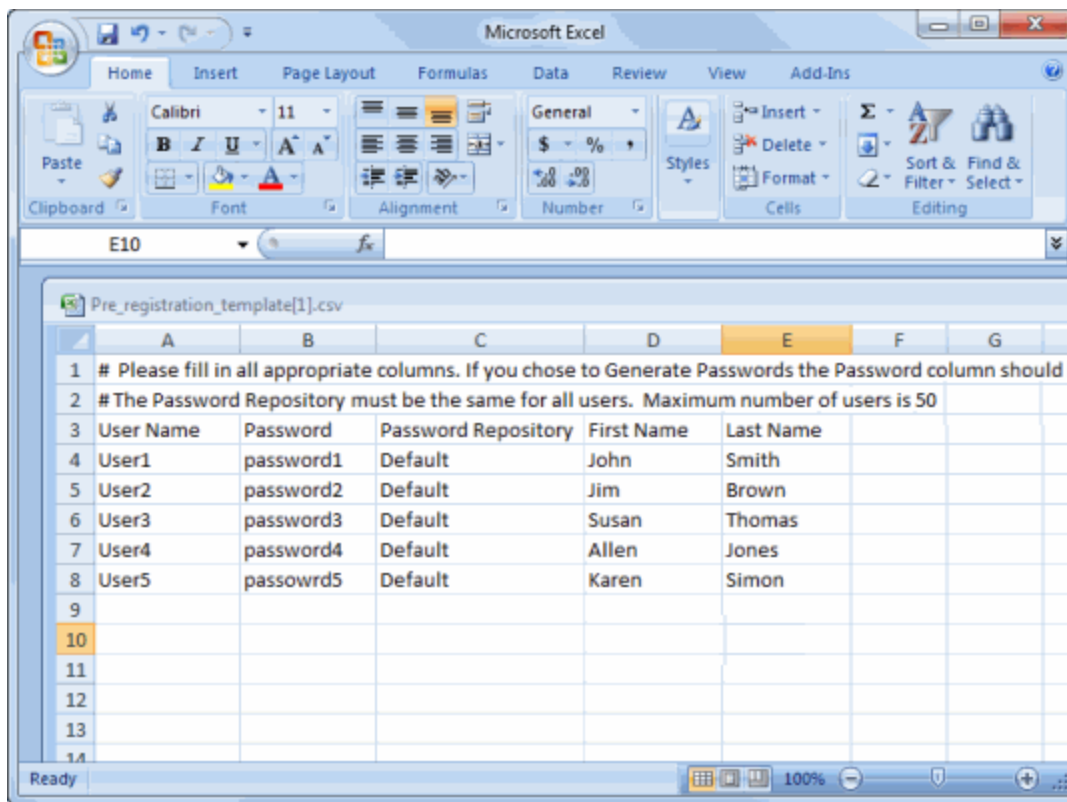 Microsoft Excel
Home Insert Page Layout Formulas Data Review View Add-Ins
Calibri 11 General Σ Insert
Paste B I U A A $ % , Styles Delete Sort & Filter Find & Select
A .00 .0 Format
Clipboard Font Alignment Number Cells Editing
E10 fx
Pre_registration_template[1].csv
A B C D E F G
1 # Please fill in all appropriate columns. If you chose to Generate Passwords the Password column should
2 # The Password Repository must be the same for all users. Maximum number of users is 50
3 User Name Password Password Repository First Name Last Name
4 User1 password1 Default John Smith
5 User2 password2 Default Jim Brown
6 User3 password3 Default Susan Thomas
7 User4 password4 Default Allen Jones
8 User5 passowrd5 Default Karen Simon
9
10
11
12
13
14
Ready 100%